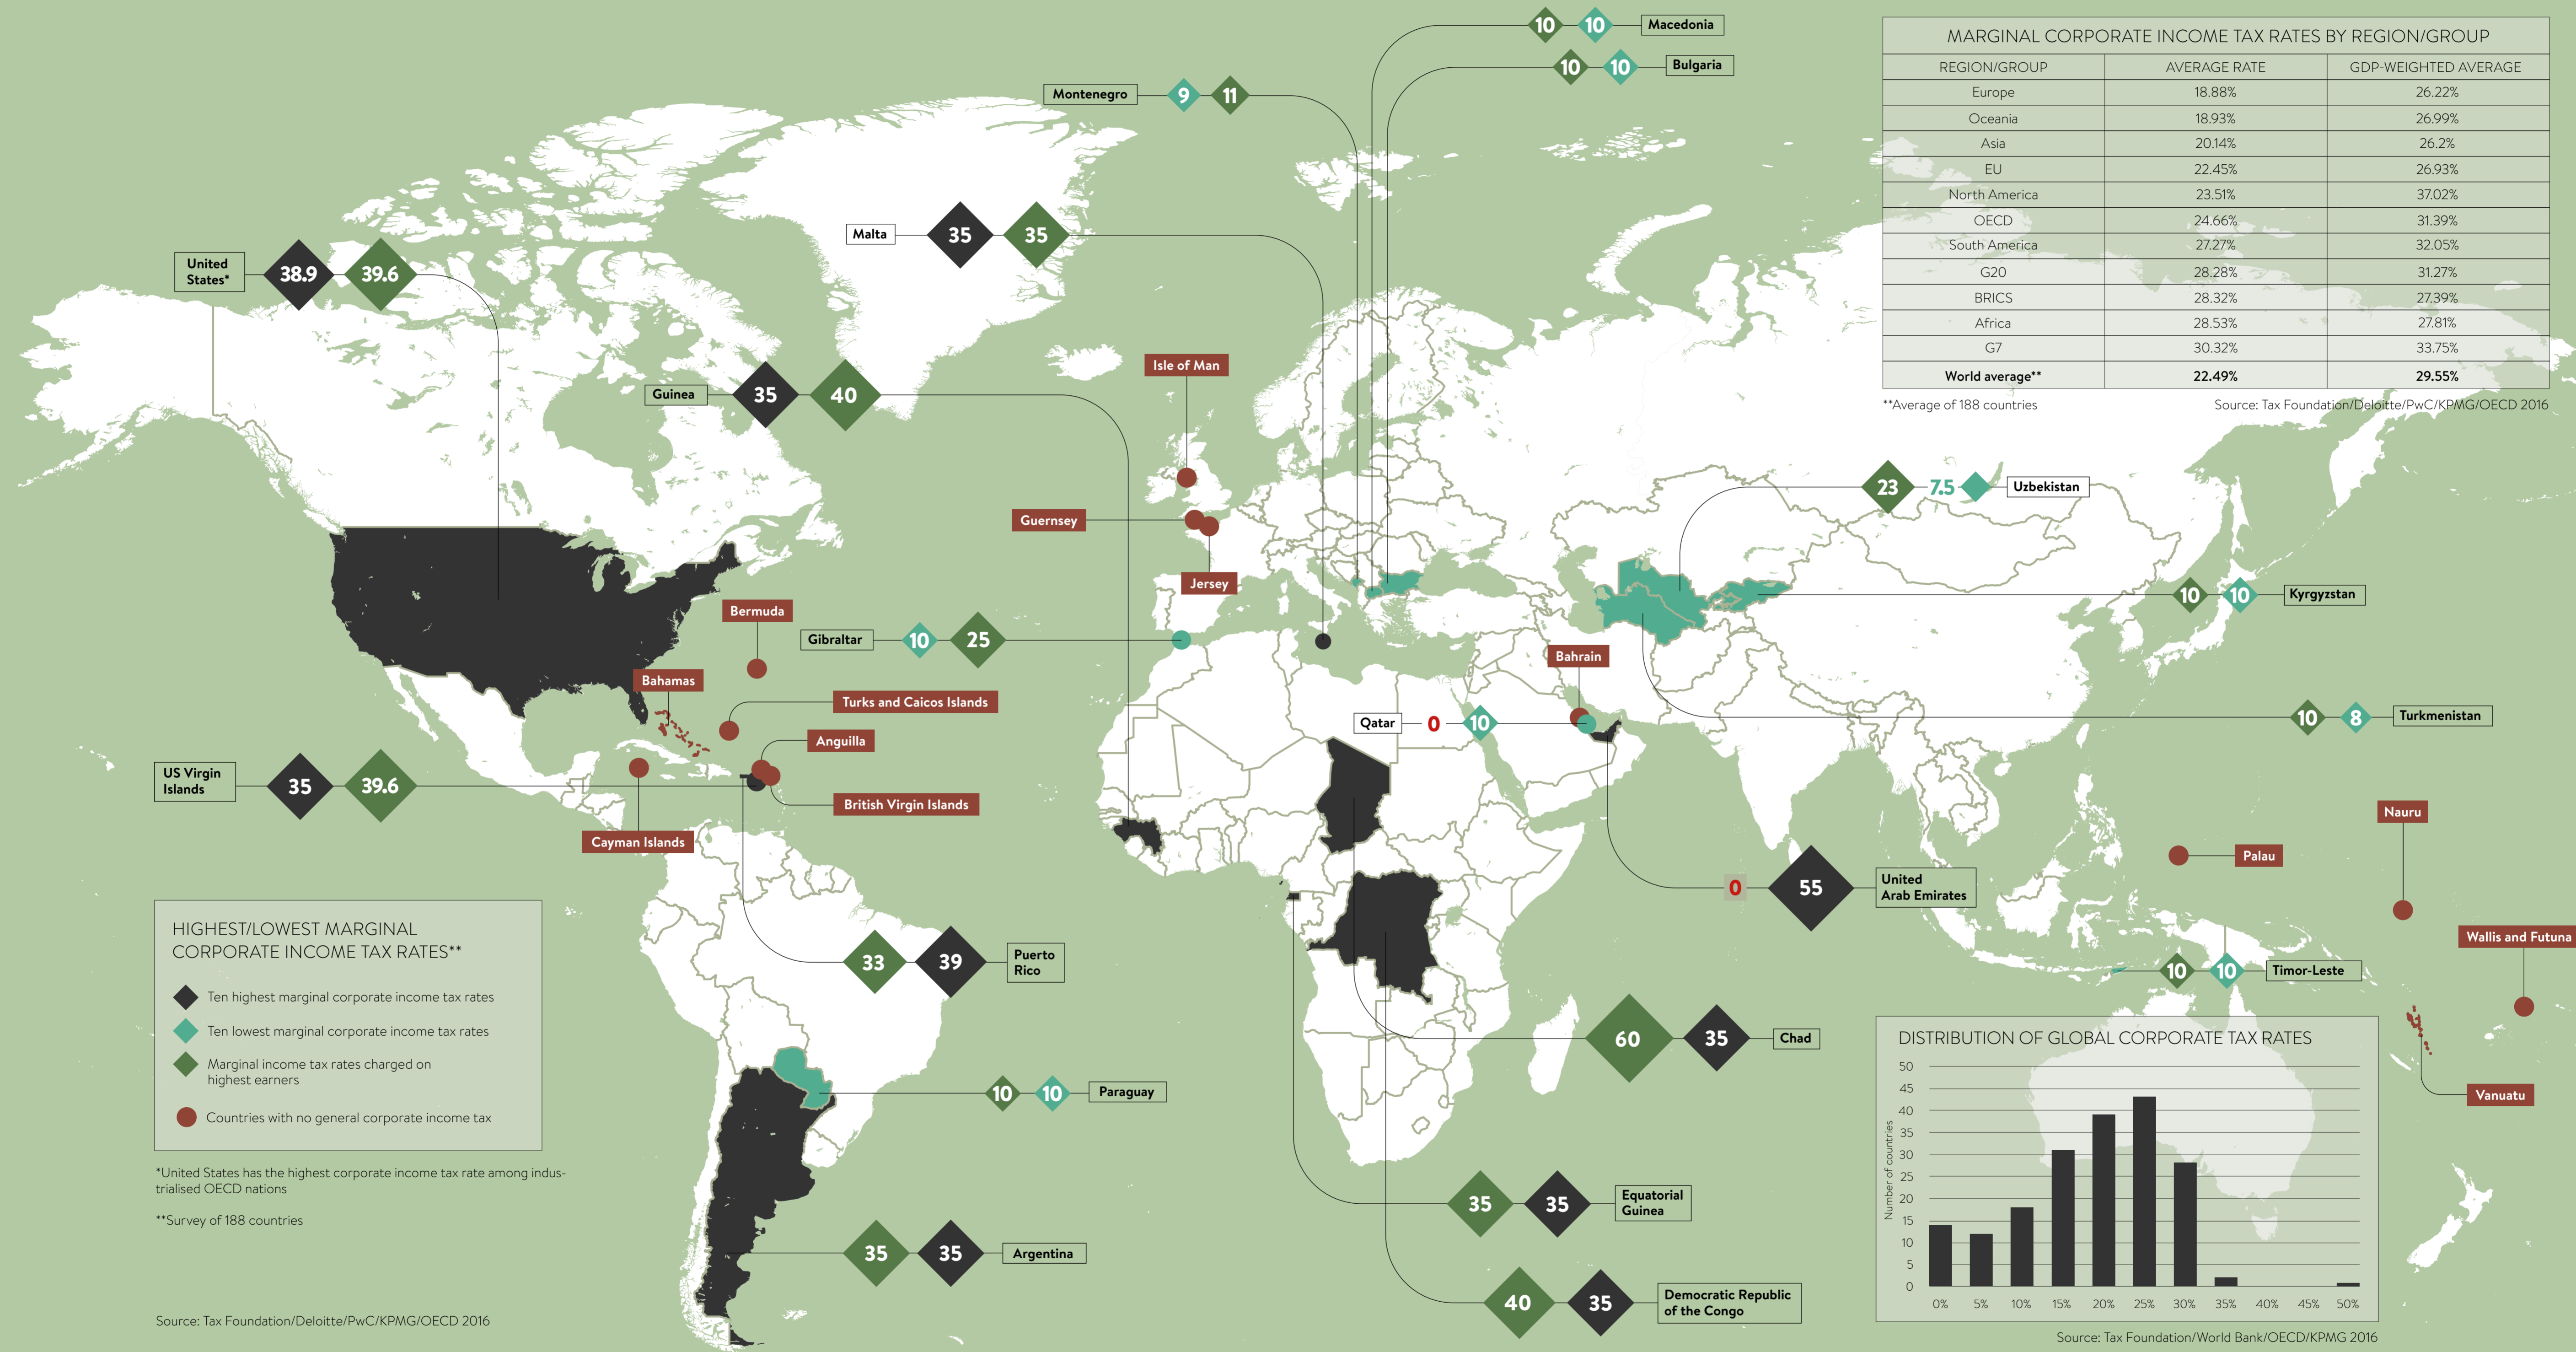 Macedonia
10 10
Bulgaria
10 10
Montenegro
9 11
Malta
35 35
United
States*
38.9 39.6
Guinea
35 40
Isle of Man
Guernsey
Jersey
Bermuda
Gibraltar
10 25
Bahamas
Turks and Caicos Islands
Anguilla
US Virgin
Islands
35 39.6
British Virgin Islands
Cayman Islands
Bahrain
Qatar
0 10
23 7.5
Uzbekistan
10 10
Kyrgyzstan
10 8
Turkmenistan
0 55
United
Arab Emirates
Nauru
Palau
Wallis and Futuna
10 10
Timor-Leste
Vanuatu
33 39
Puerto
Rico
60 35
Chad
10 10
Paraguay
35 35
Equatorial
Guinea
35 35
Argentina
40 35
Democratic Republic
of the Congo
MARGINAL CORPORATE INCOME TAX RATES BY REGION/GROUP
REGION/GROUP AVERAGE RATE GDP-WEIGHTED AVERAGE
Europe 18.88% 26.22%
Oceania 18.93% 26.99%
Asia 20.14% 26.2%
EU 22.45% 26.93%
North America 23.51% 37.02%
OECD 24.66% 31.39%
South America 27.27% 32.05%
G20 28.28% 31.27%
BRICS 28.32% 27.39%
Africa 28.53% 27.81%
G7 30.32% 33.75%
World average** 22.49% 29.55%
**Average of 188 countries
Source: Tax Foundation/Deloitte/PwC/KPMG/OECD 2016
HIGHEST/LOWEST MARGINAL
CORPORATE INCOME TAX RATES**
Ten highest marginal corporate income tax rates
Ten lowest marginal corporate income tax rates
Marginal income tax rates charged on
highest earners
Countries with no general corporate income tax
*United States has the highest corporate income tax rate among indus-
trialised OECD nations
**Survey of 188 countries
Source: Tax Foundation/Deloitte/PwC/KPMG/OECD 2016
DISTRIBUTION OF GLOBAL CORPORATE TAX RATES
Number of countries
50
45
40
35
30
25
20
15
10
5
0
0% 5% 10% 15% 20% 25% 30% 35% 40% 45% 50%
Source: Tax Foundation/World Bank/OECD/KPMG 2016